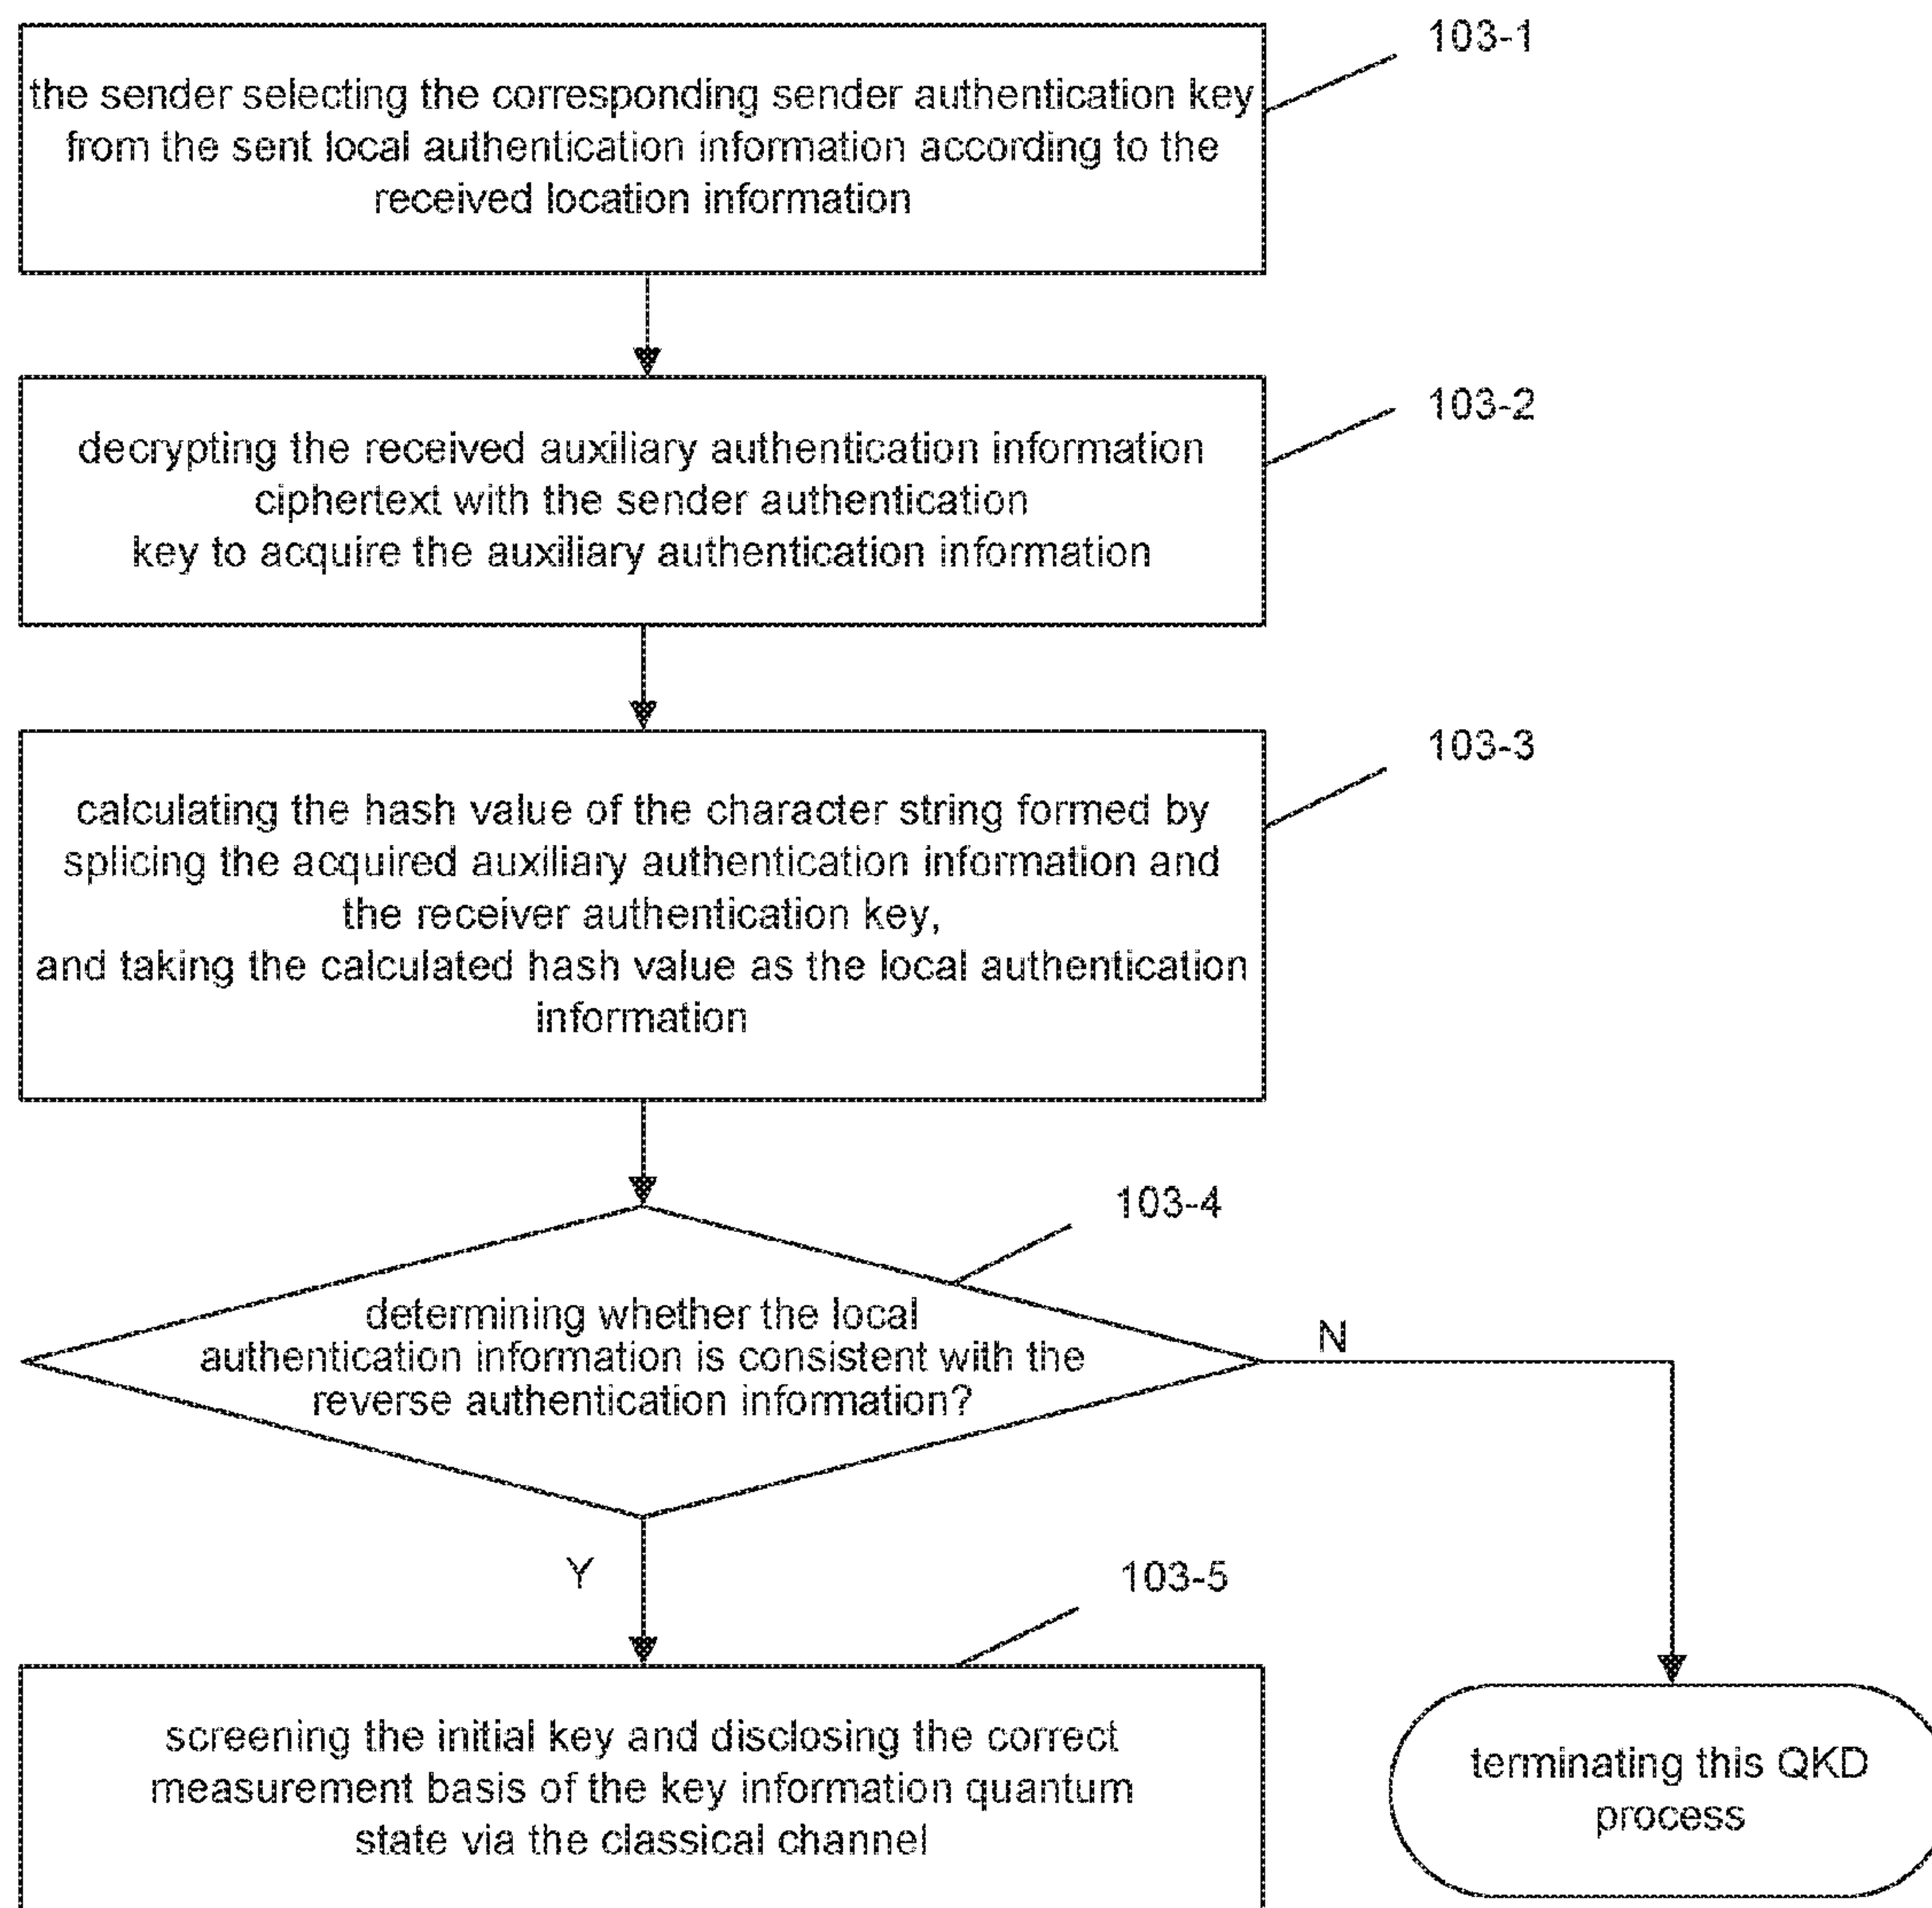 103-1
the sender selecting the corresponding sender authentication key
from the sent local authentication information according to the
received location information
103-2
decrypting the received auxiliary authentication information
ciphertext with the sender authentication
key to acquire the auxiliary authentication information
103-3
calculating the hash value of the character string formed by
splicing the acquired auxiliary authentication information and
the receiver authentication key,
and taking the calculated hash value as the local authentication
information
103-4
determining whether the local
authentication information is consistent with the
reverse authentication information?
N
Y
103-5
screening the initial key and disclosing the correct
measurement basis of the key information quantum
state via the classical channel
terminating this QKD
process